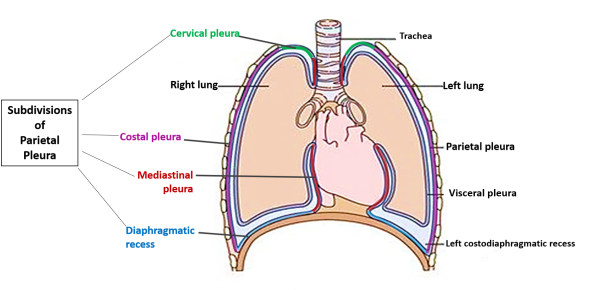 Cervical pleura
Trachea
Right lung
Left lung
Subdivisions
of
Parietal
Pleura
Costal pleura
Parietal pleura
Mediastinal
pleura
Visceral pleura
Diaphragmatic
recess
Left costodiaphragmatic recess